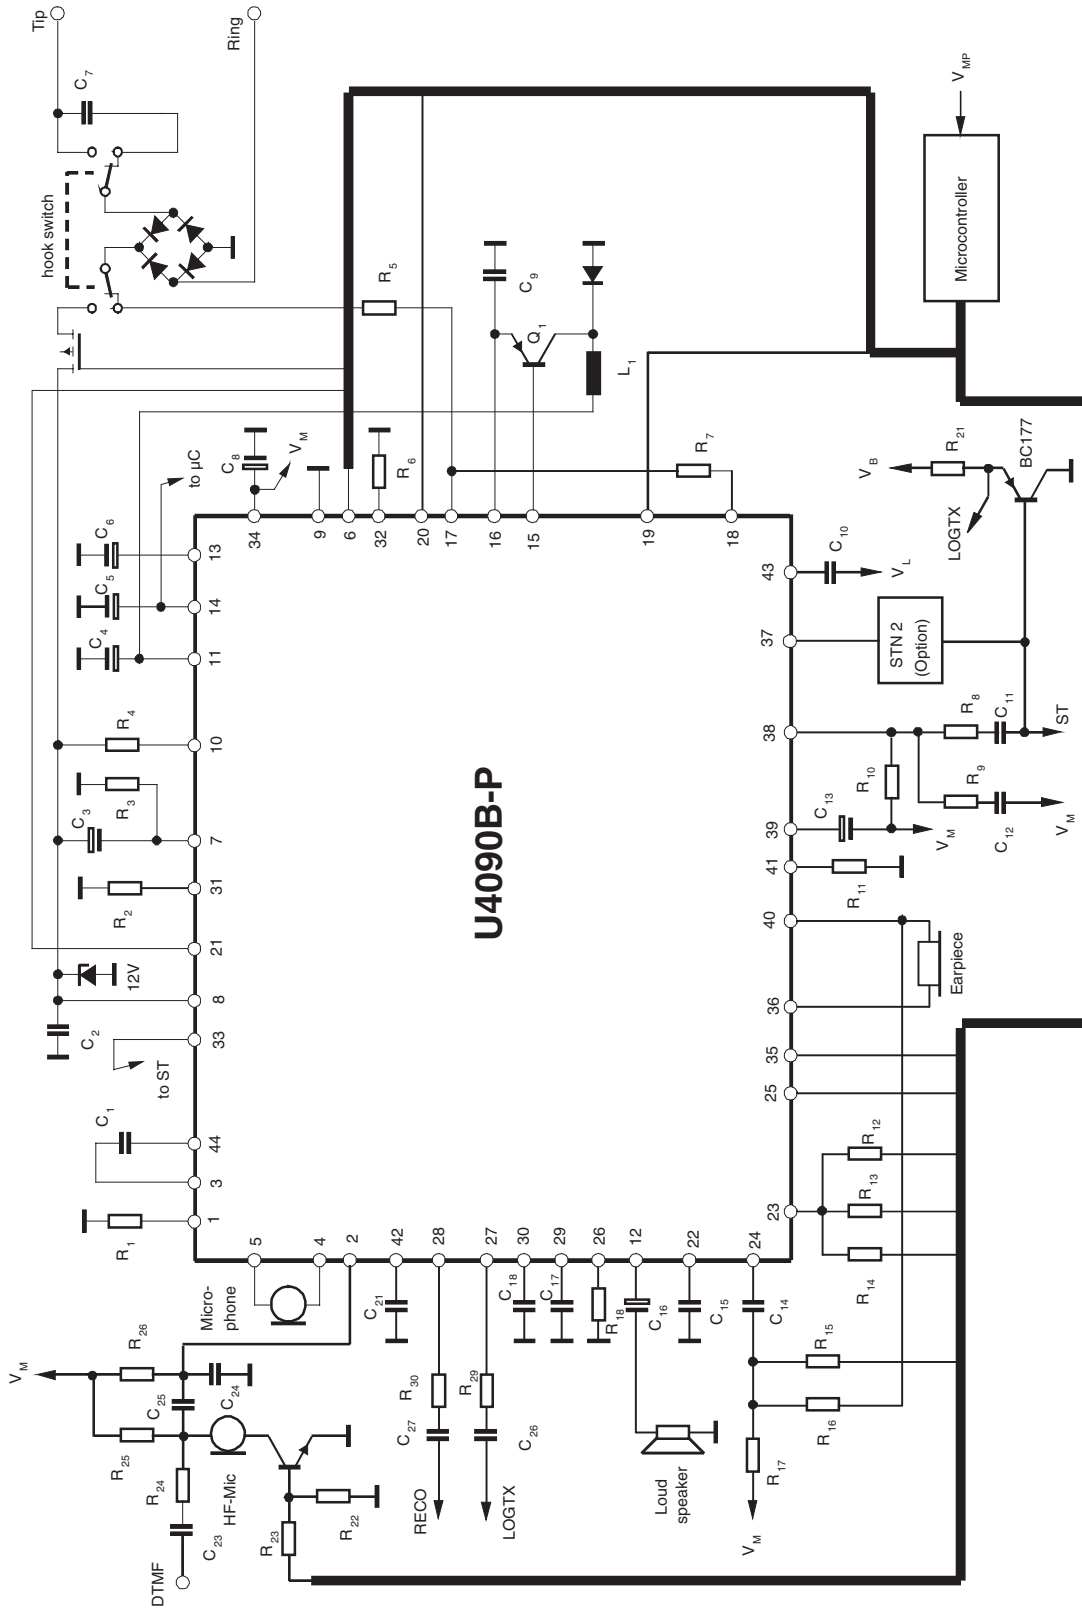 Tip
C7
Ring
hook switch
VMP
Microcontroller
R5
C9
Q1
L1
to µC
C8
VM
R6
R7
VB
R21
BC177
LOGTX
C6
C5
C4
13
14
11
34
9
6
32
20
17
16
15
19
18
43
C10
VL
37
STN 2
(Option)
R4
10
R3
C3
7
R2
31
21
12V
8
C2
33
to ST
U4090B-P
38
R8
C11
ST
R10
R9
C13
39
VM
C12
VM
41
R11
40
Earpiece
36
35
25
C1
44
3
R1
1
R12
R13
23
R14
5
4
2
42
28
27
30
29
26
12
22
24
Micro-
phone
C21
C18
C17
R18
C16
C15
C14
VM
R26
C25
C24
R25
R24
HF-Mic
C23
DTMF
R23
R22
R30
C27
RECO
R29
C26
LOGTX
Loud
speaker
R15
R16
R17
VM